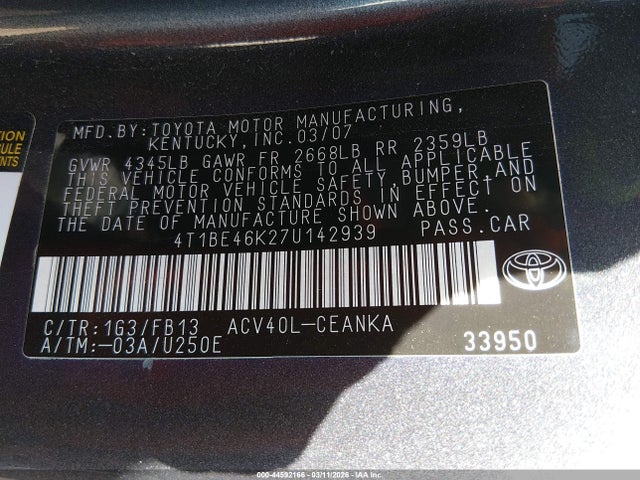 MFD.BY:TOYOTA MOTOR MANUFACTURING,
KENTUCKY,INC.03/07
GVWR 4345LB GAWR FR 2668LB RR 2359LB
THIS VEHICLE CONFORMS TO ALL APPLICABLE
FEDERAL MOTOR VEHICLE SAFETY, BUMPER,AND
THEFT PREVENTION STANDARDS IN EFFECT ON
THE DATE OF MANUFACTURE SHOWN ABOVE.
4T1BE46K27U142939 PASS.CAR
TOYOTA
C/TR:1G3/FB13 ACV40L-CEANKA
A/TM:-03A/U250E 33950
000-44592166 - 03/11/2026 - IAA Inc.